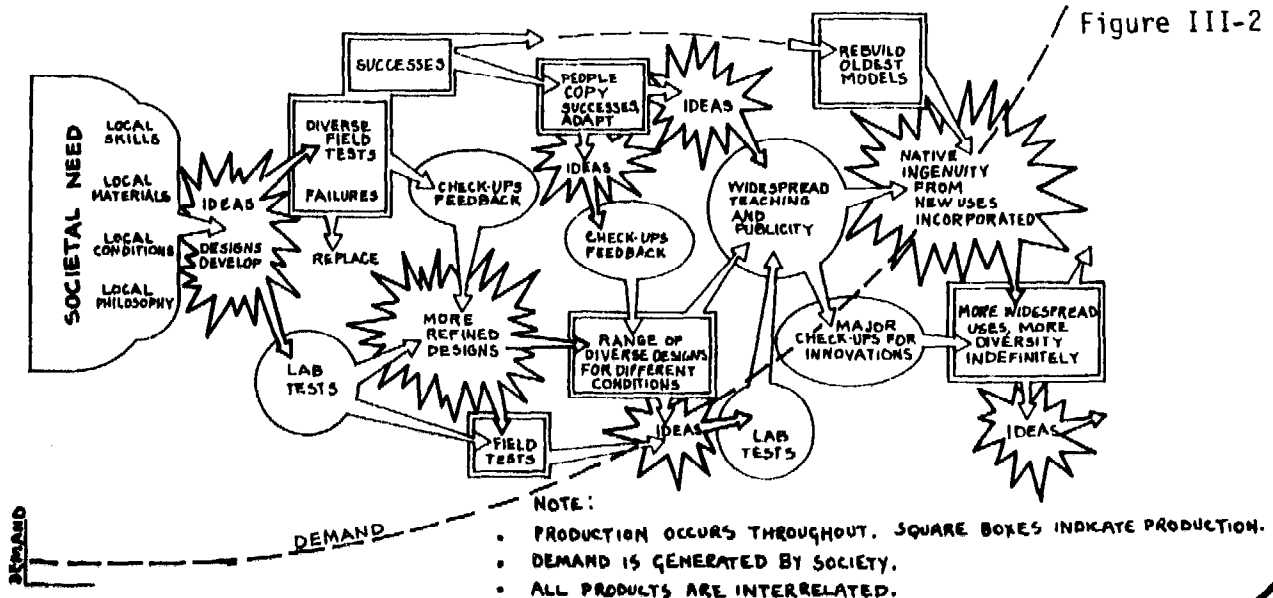 Figure III-2
SOCIETAL NEED
LOCAL
SKILLS
LOCAL
MATERIALS
LOCAL
CONDITIONS
LOCAL
PHILOSOPHY
IDEAS
DESIGNS
DEVELOP
SUCCESSES
DIVERSE
FIELD
TESTS
FAILURES
REPLACE
LAB
TESTS
CHECK-UPS
FEEDBACK
MORE
REFINED
DESIGNS
FIELD
TESTS
PEOPLE
COPY
SUCCESSES,
ADAPT
IDEAS
IDEAS
CHECK-UPS
FEEDBACK
RANGE OF
DIVERSE DESIGNS
FOR DIFFERENT
CONDITIONS
IDEAS
LAB
TESTS
WIDESPREAD
TEACHING
AND
PUBLICITY
REBUILD
OLDEST
MODELS
NATIVE
INGENUITY
FROM
NEW USES
INCORPORATED
MAJOR
CHECK-UPS FOR
INNOVATIONS
MORE WIDESPREAD
USES, MORE
DIVERSITY
INDEFINITELY
IDEAS
DEMAND
DEMAND
NOTE:
• PRODUCTION OCCURS THROUGHOUT. SQUARE BOXES INDICATE PRODUCTION.
• DEMAND IS GENERATED BY SOCIETY.
• ALL PRODUCTS ARE INTERRELATED.